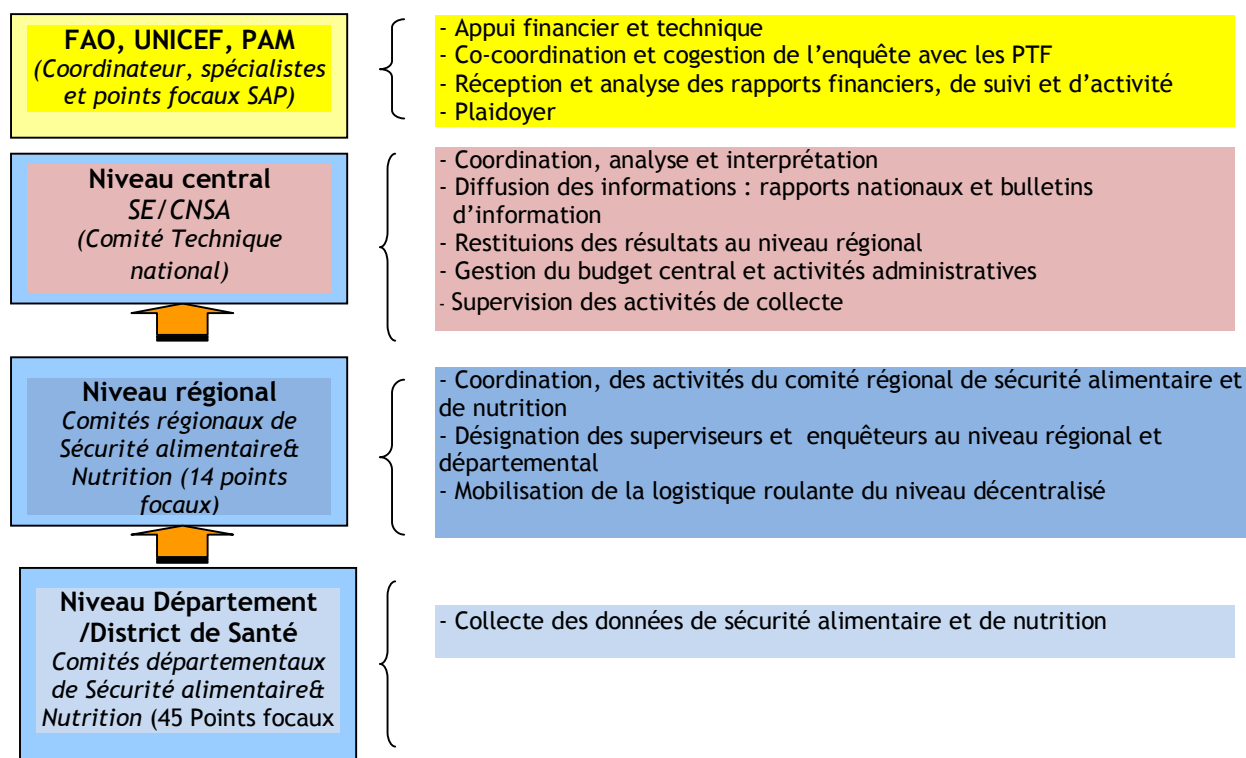 FAO, UNICEF, PAM
(Coordinateur, spécialistes
et points focaux SAP)
- Appui financier et technique
- Co-coordination et cogestion de l’enquête avec les PTF
- Réception et analyse des rapports financiers, de suivi et d’activité
- Plaidoyer
Niveau central
SE/CNSA
(Comité Technique
national)
- Coordination, analyse et interprétation
- Diffusion des informations : rapports nationaux et bulletins
d’information
- Restituions des résultats au niveau régional
- Gestion du budget central et activités administratives
- Supervision des activités de collecte
Niveau régional
Comités régionaux de
Sécurité alimentaire&
Nutrition (14 points
focaux)
- Coordination, des activités du comité régional de sécurité alimentaire et
de nutrition
- Désignation des superviseurs et enquêteurs au niveau régional et
départemental
- Mobilisation de la logistique roulante du niveau décentralisé
Niveau Département
/District de Santé
Comités départementaux
de Sécurité alimentaire&
Nutrition (45 Points focaux
- Collecte des données de sécurité alimentaire et de nutrition